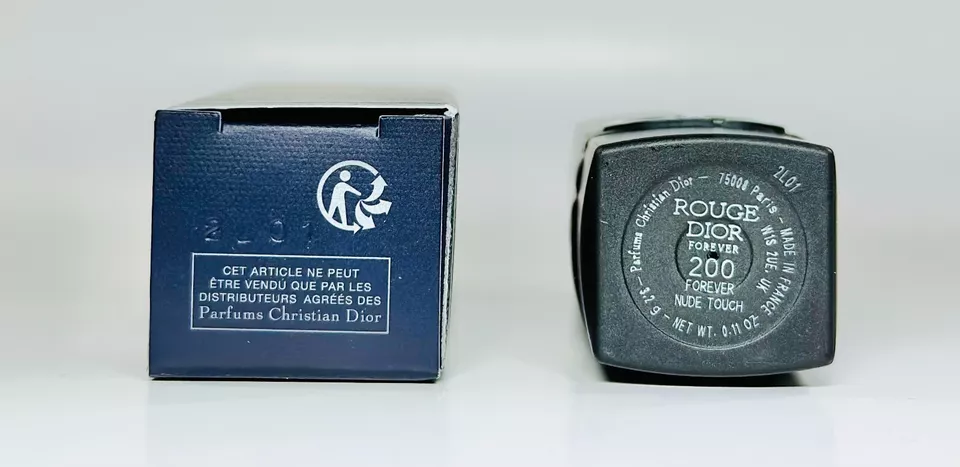 2L01
CET ARTICLE NE PEUT
ÊTRE VENDÚ QUE PAR LES
DISTRIBUTEURS AGRÉÉS DES
Parfums Christian Dior
2L01
Parfums Christian Dior – 75008 Paris – MADE IN FRANCE –
W1S 2UE, UK
3.2 g – NET WT. 0.11 OZ –
ROUGE
DIOR
FOREVER
200
FOREVER
NUDE TOUCH